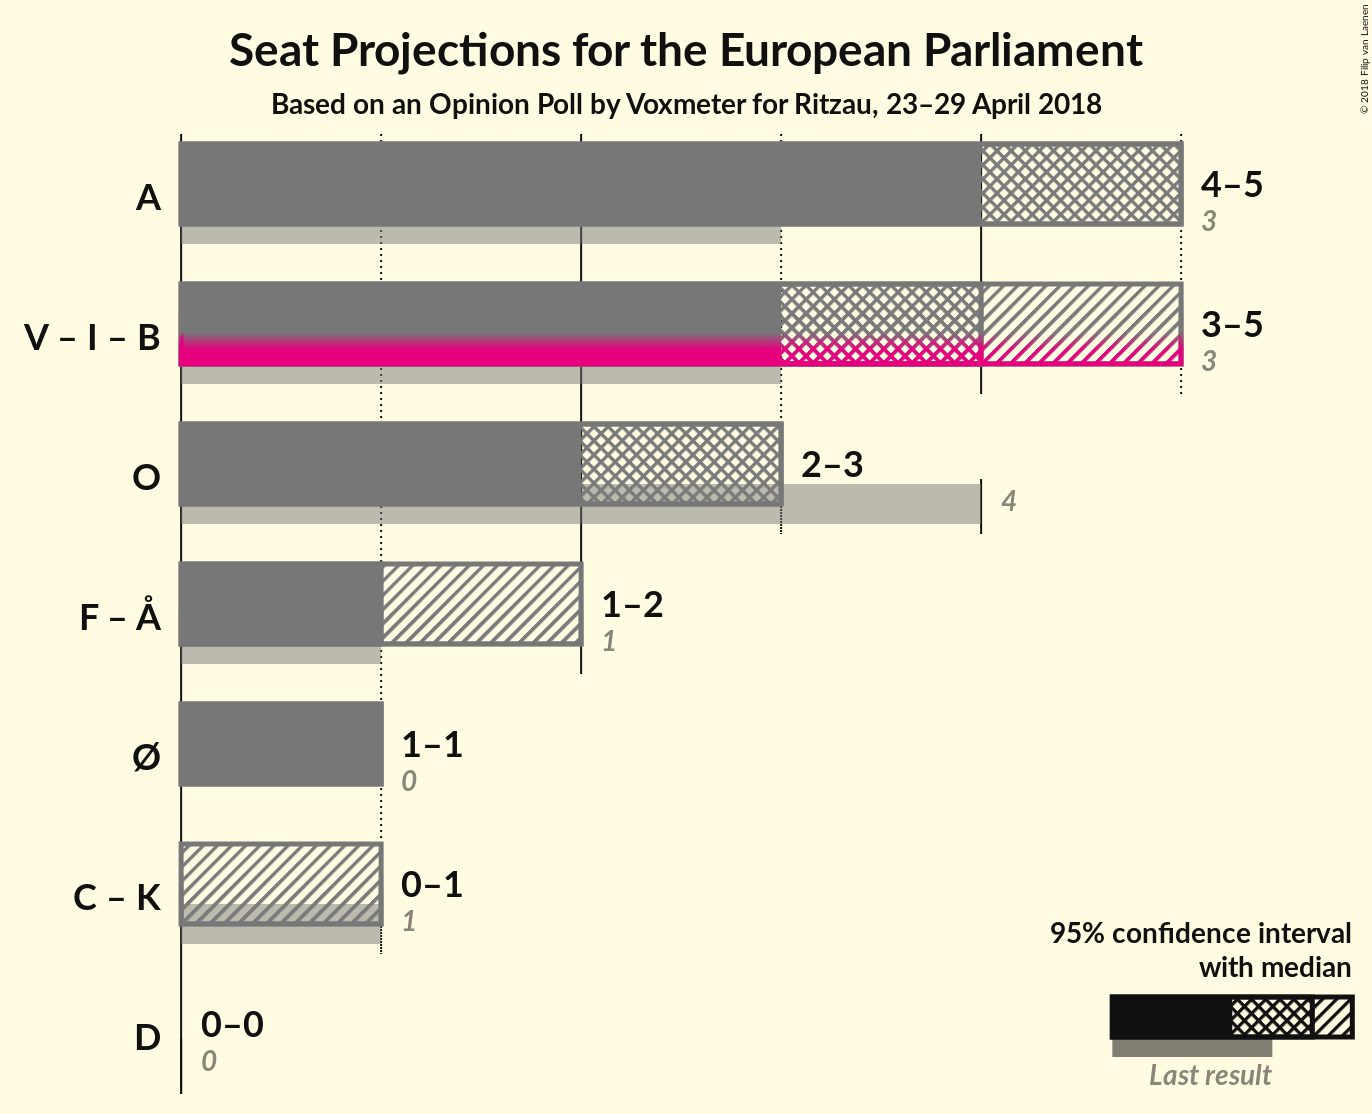 Seat Projections for the European Parliament
Based on an Opinion Poll by Voxmeter for Ritzau, 23–29 April 2018
© 2018 Filip van Laenen
A
4–5
3
V – I – B
3–5
3
O
2–3
4
F – Å
1–2
1
Ø
1–1
0
C – K
0–1
1
D
0–0
0
95% confidence interval
with median
Last result